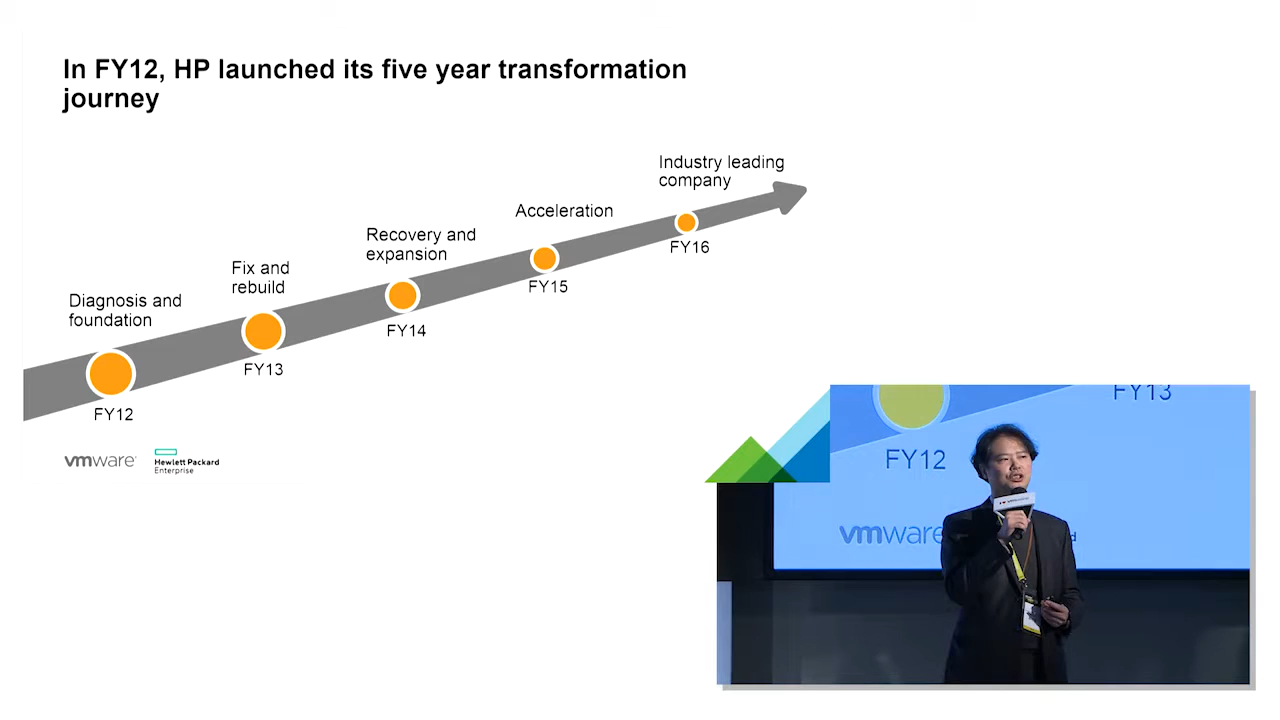 In FY12, HP launched its five year transformation
journey
Industry leading
company
Acceleration
FY16
Recovery and
expansion
FY15
Fix and
rebuild
FY14
Diagnosis and
foundation
FY13
FY12
vmware
Hewlett Packard
Enterprise
FY13
FY12
vmware